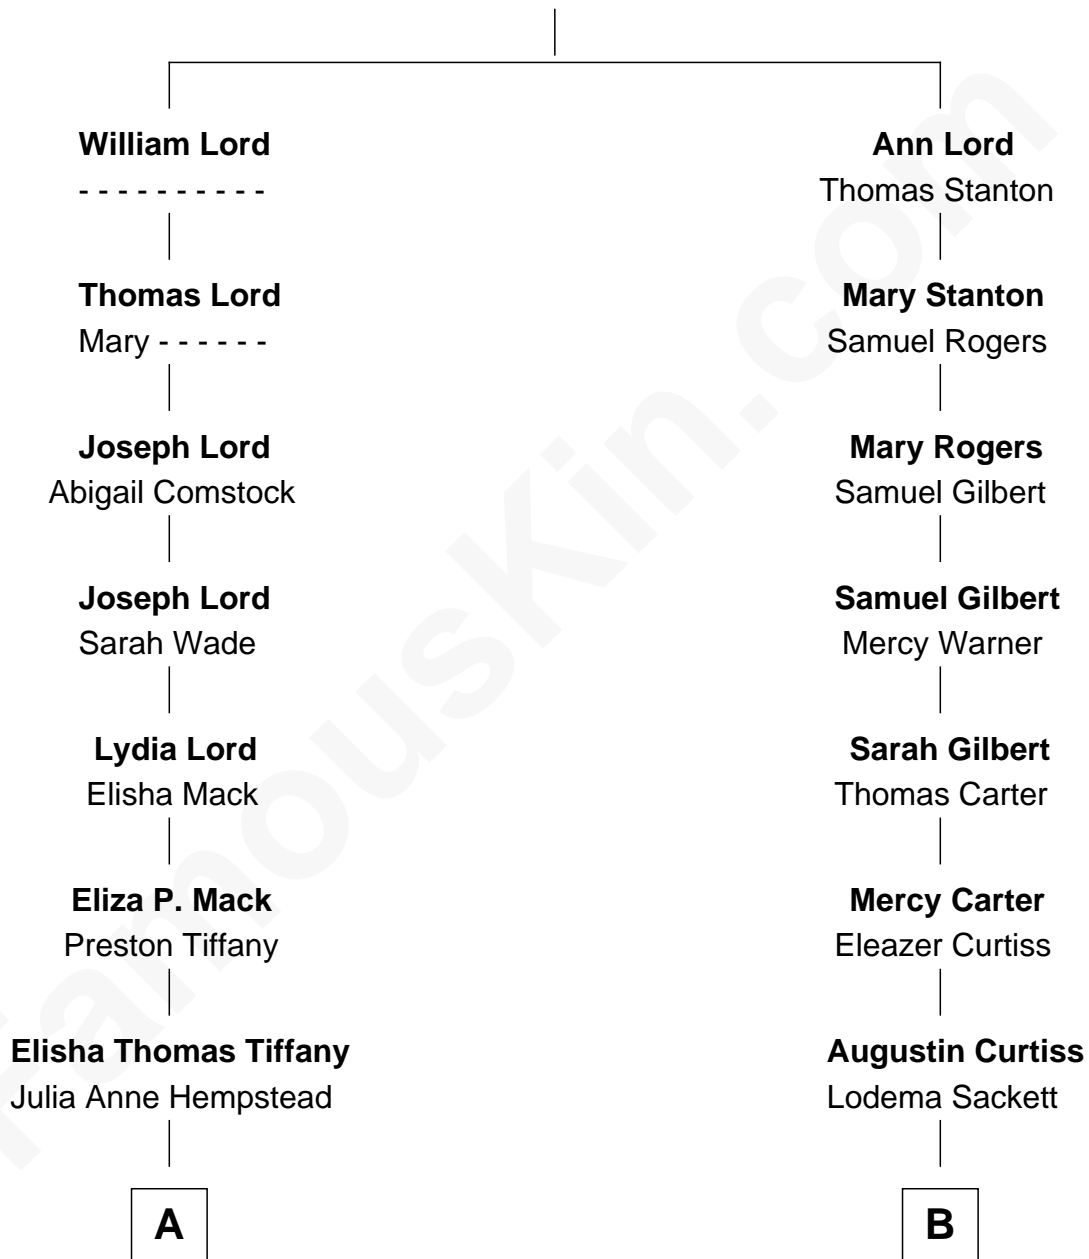 William Lord
- - - - - - - - - -
Thomas Lord
Mary - - - - - -
Joseph Lord
Abigail Comstock
Joseph Lord
Sarah Wade
Lydia Lord
Elisha Mack
Eliza P. Mack
Preston Tiffany
Elisha Thomas Tiffany
Julia Anne Hempstead
A
Ann Lord
Thomas Stanton
Mary Stanton
Samuel Rogers
Mary Rogers
Samuel Gilbert
Samuel Gilbert
Mercy Warner
Sarah Gilbert
Thomas Carter
Mercy Carter
Eleazer Curtiss
Augustin Curtiss
Lodema Sackett
B
FamousKin.com